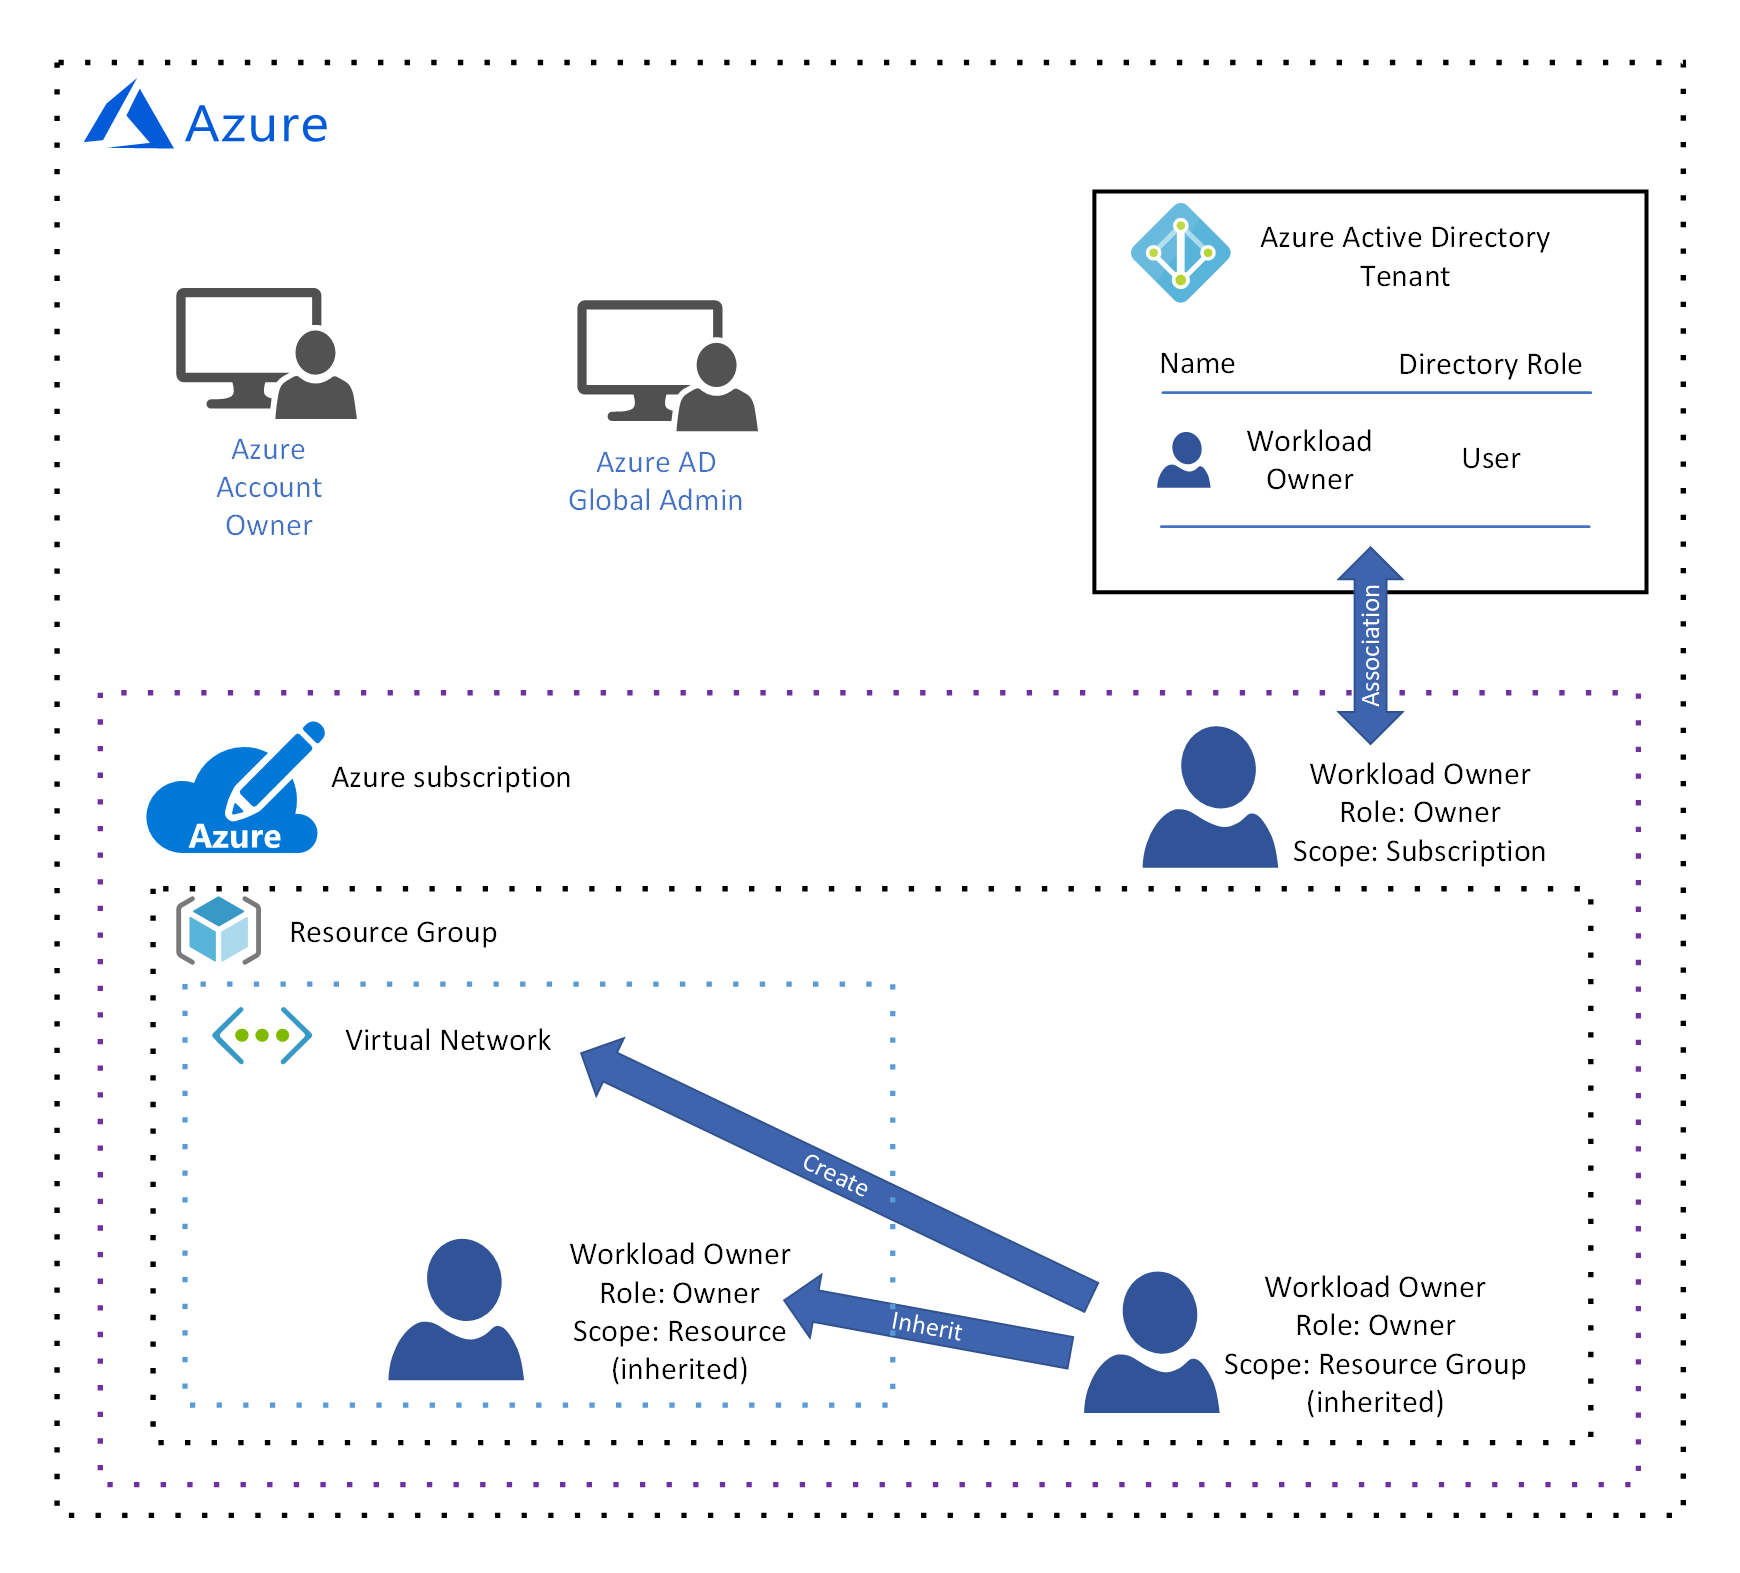 Azure
Azure Active Directory
Tenant
Name
Directory Role
Workload
Owner
User
Azure
Account
Owner
Azure AD
Global Admin
Association
Azure
Azure subscription
Workload Owner
Role: Owner
Scope: Subscription
Resource Group
Virtual Network
Create
Inherit
Workload Owner
Role: Owner
Scope: Resource
(inherited)
Workload Owner
Role: Owner
Scope: Resource Group
(inherited)